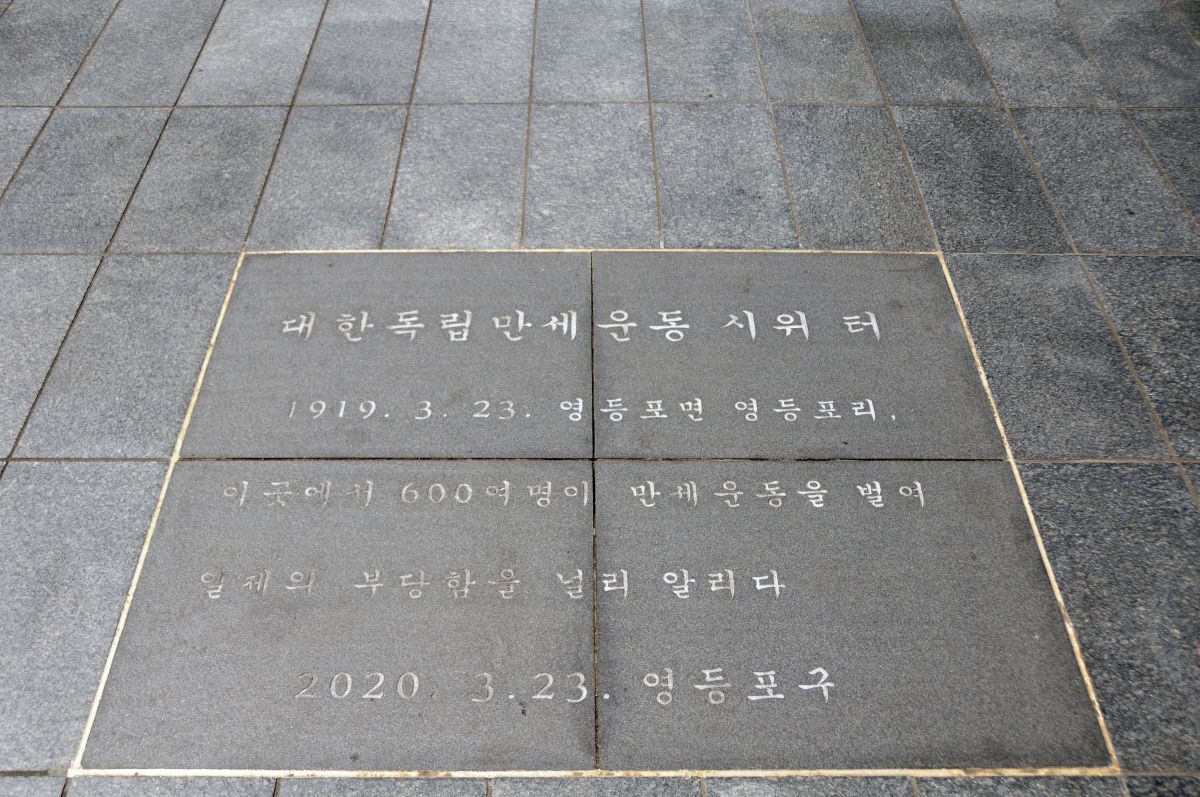 대한독립만세운동 시위 터
1919. 3. 23. 영등포면 영등포리,
이곳에서 600여명이 만세운동을 벌여
일제의 부당함을 널리 알리다
2020. 3.23. 영등포구